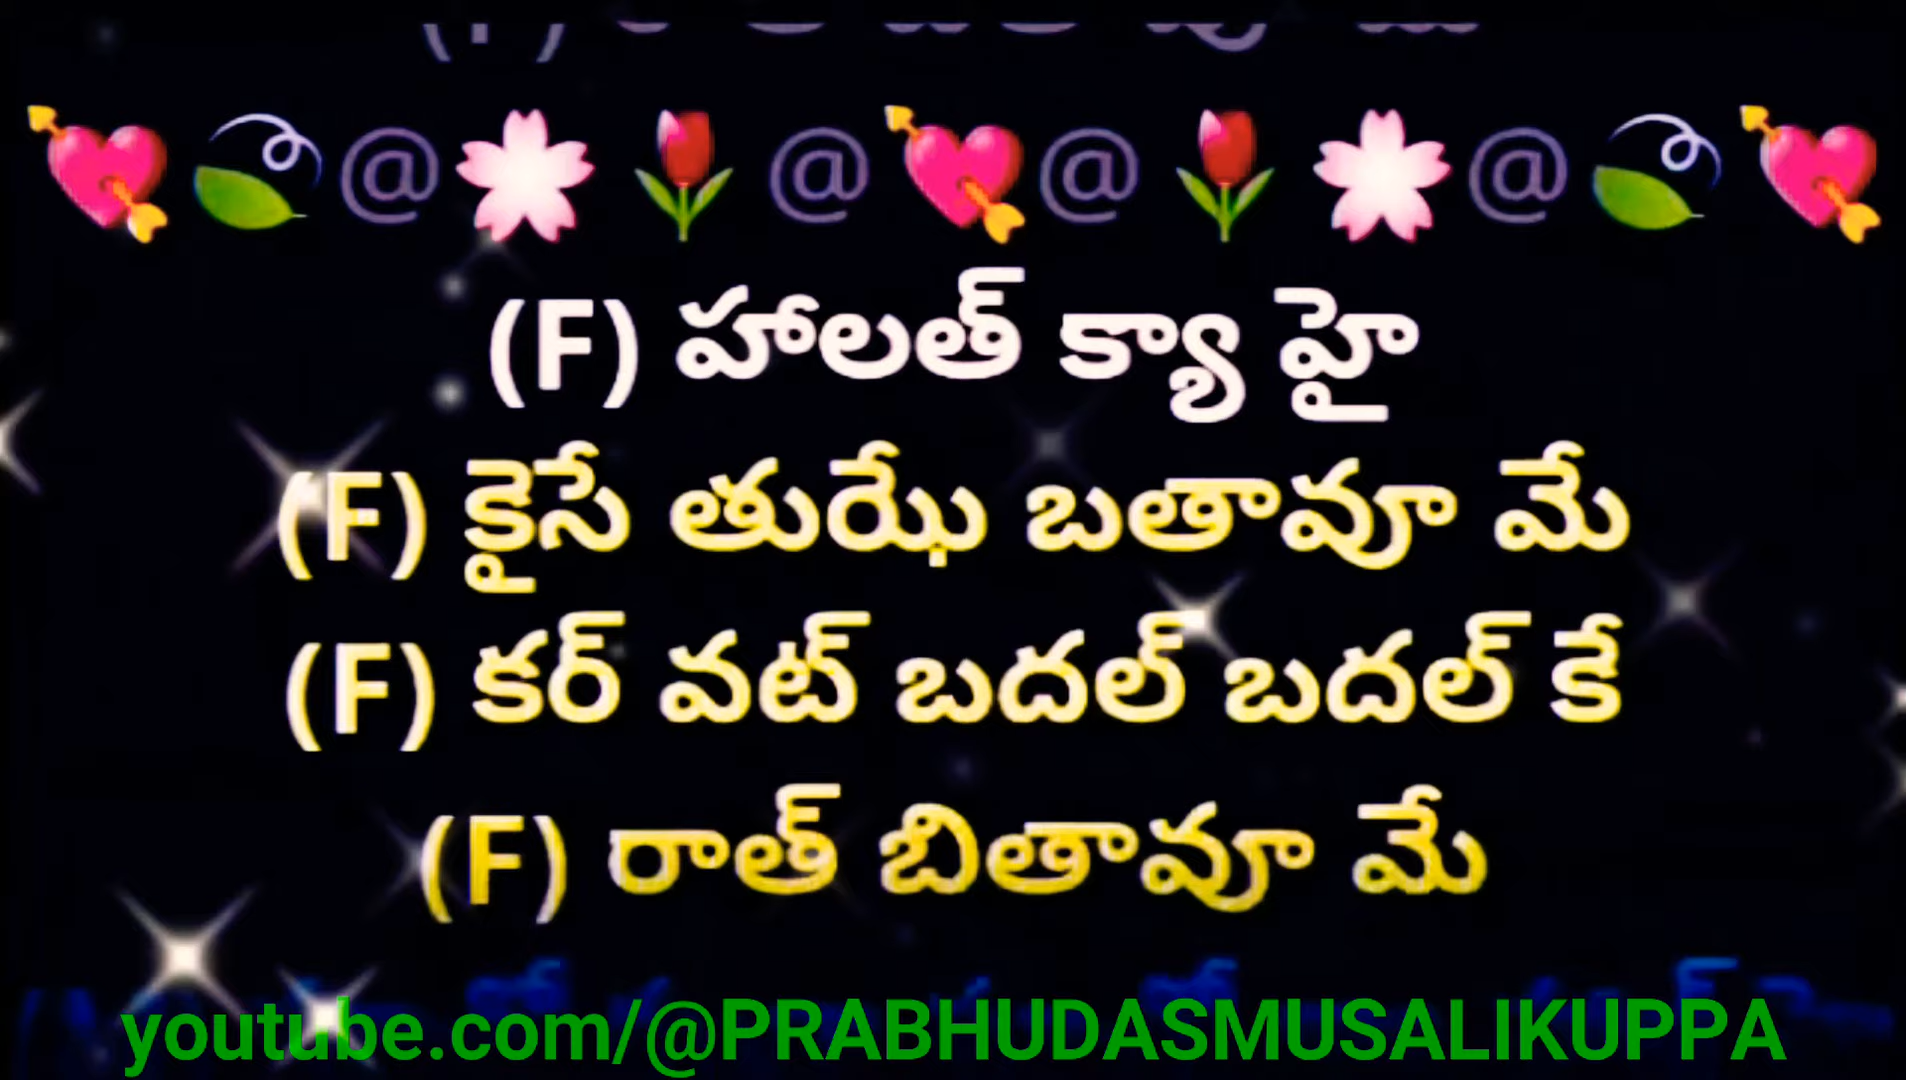 (F) హాలత్ క్యా హై
(F) కైసే తుఝే బతావూ మే
(F) కర్ వట్ బదల్ బదల్ కే
(F) రాత్ బితావూ మే
youtube.com/@PRABHUDASMUSALIKUPPA